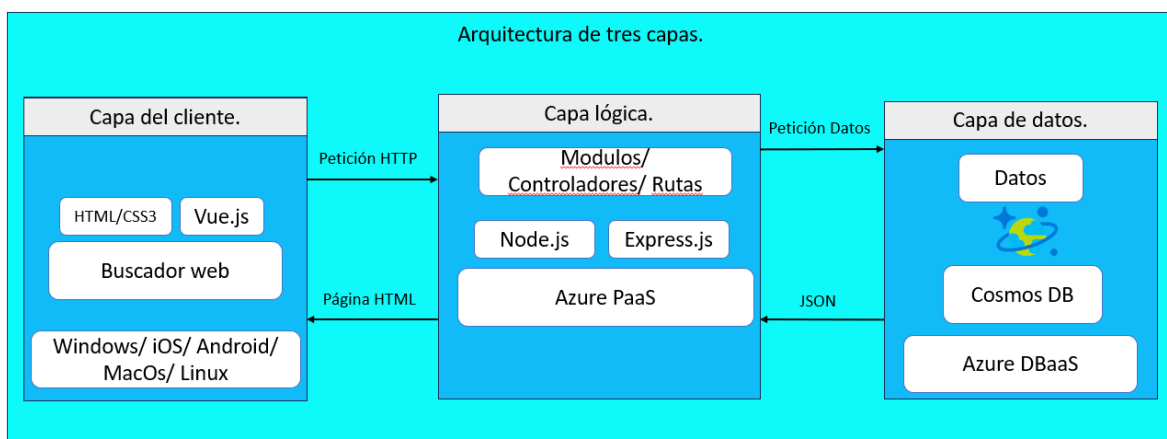 Arquitectura de tres capas.
Capa del cliente.
HTML/CSS3
Vue.js
Buscador web
Windows/ iOS/ Android/
MacOs/ Linux
Petición HTTP
Página HTML
Capa lógica.
Modulos/
Controladores/ Rutas
Node.js
Express.js
Azure PaaS
Petición Datos
JSON
Capa de datos.
Datos
Cosmos DB
Azure DBaaS